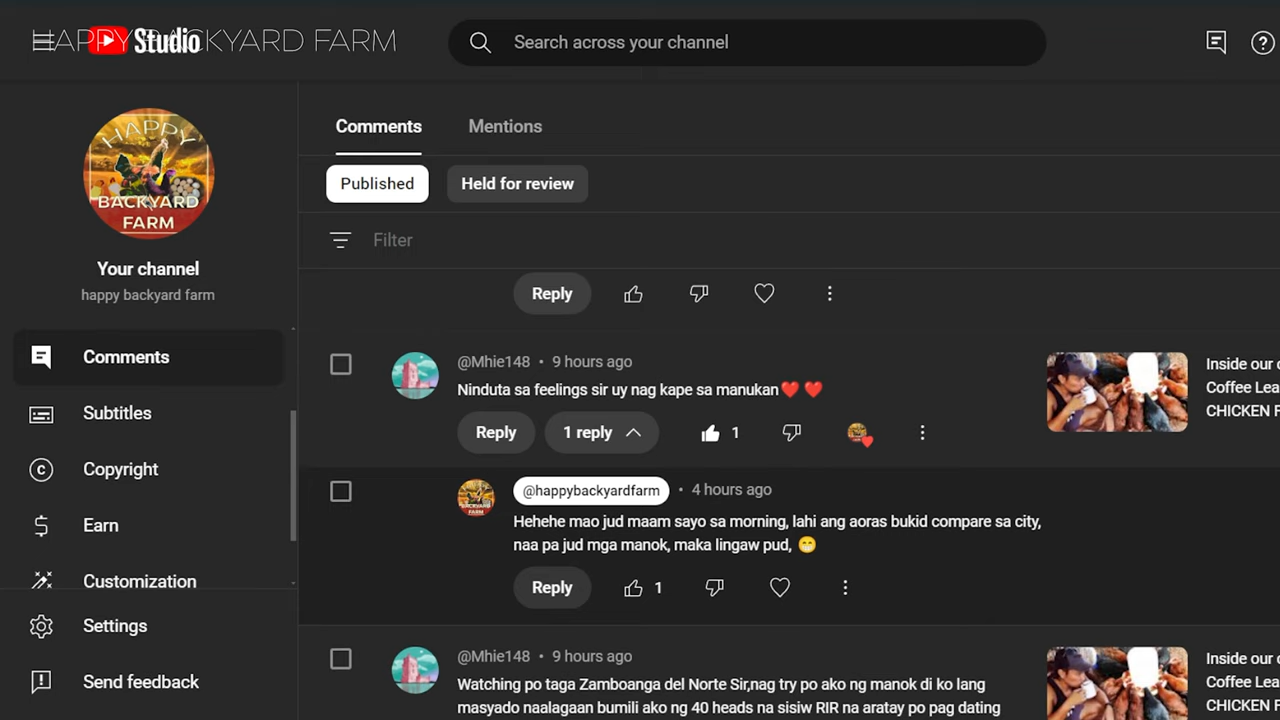 HAPPY BACKYARD FARM
Studio
Search across your channel
HAPPY
BACKYARD
FARM
Your channel
happy backyard farm
Comments
Subtitles
Copyright
Earn
Customization
Settings
Send feedback
Comments
Mentions
Published
Held for review
Filter
Reply
@Mhie148 • 9 hours ago
Ninduta sa feelings sir uy nag kape sa manukan❤️ ❤️
Reply
1 reply
1
Inside our c
Coffee Lea
CHICKEN F
@happybackyardfarm • 4 hours ago
Hehehe mao jud maam sayo sa morning, lahi ang aoras bukid compare sa city,
naa pa jud mga manok, maka lingaw pud, 😁
Reply
1
@Mhie148 • 9 hours ago
Watching po taga Zamboanga del Norte Sir,nag try po ako ng manok di ko lang
masyado naalagaan bumili ako ng 40 heads na sisiw RIR na aratay po pag dating
Inside our c
Coffee Lea
CHICKEN F